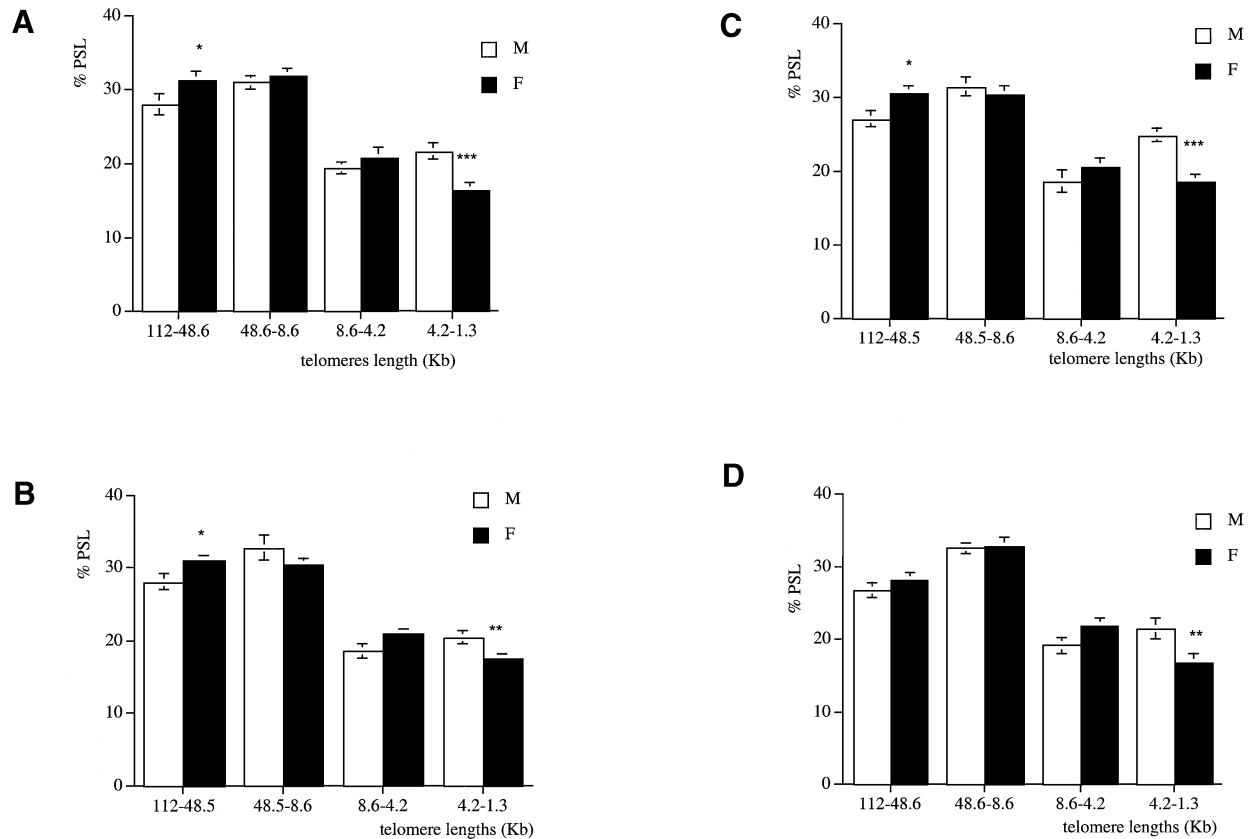 A
% PSL
40
30
20
10
0
*
***
M
F
112-48.6 48.6-8.6 8.6-4.2 4.2-1.3
telomeres length (Kb)
C
% PSL
40
30
20
10
0
*
***
M
F
112-48.5 48.5-8.6 8.6-4.2 4.2-1.3
telomere lengths (Kb)
B
% PSL
40
30
20
10
0
*
**
M
F
112-48.5 48.5-8.6 8.6-4.2 4.2-1.3
telomere lengths (Kb)
D
% PSL
40
30
20
10
0
**
M
F
112-48.6 48.6-8.6 8.6-4.2 4.2-1.3
telomere lengths (Kb)